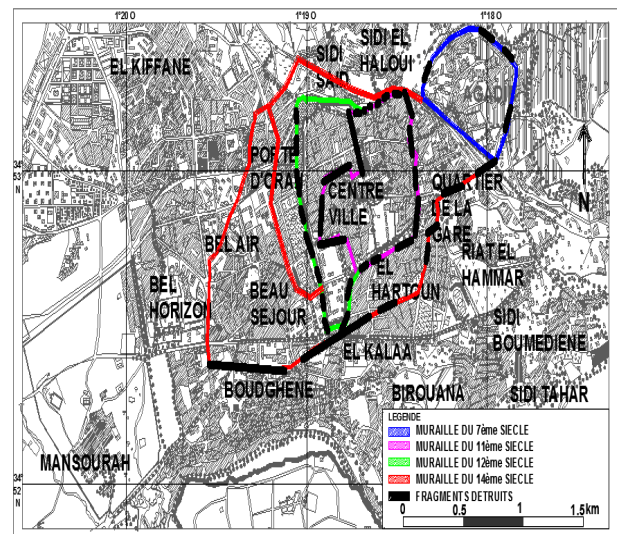 1°20
1°19
1°18
SIDI EL
HALOUI
SIDI
SAID
EL KIFFANE
AGADIR
34°
53
N
PORTE
D'ORAN
CENTRE
VILLE
QUARTIER
DE LA
GARE
N
BEL AIR
RIAT EL
HAMMAR
BEL
HORIZON
BEAU
SEJOUR
EL
HARTOUN
SIDI
BOUMEDIENE
EL KALAA
BOUDGHENE
BIROUANA
SIDI TAHAR
MANSOURAH
34°
52
N
LEGENDE
MURAILLE DU 7ème SIECLE
MURAILLE DU 11ème SIECLE
MURAILLE DU 12ème SIECLE
MURAILLE DU 14ème SIECLE
FRAGMENTS DETRUITS
0 0.5 1 1.5km